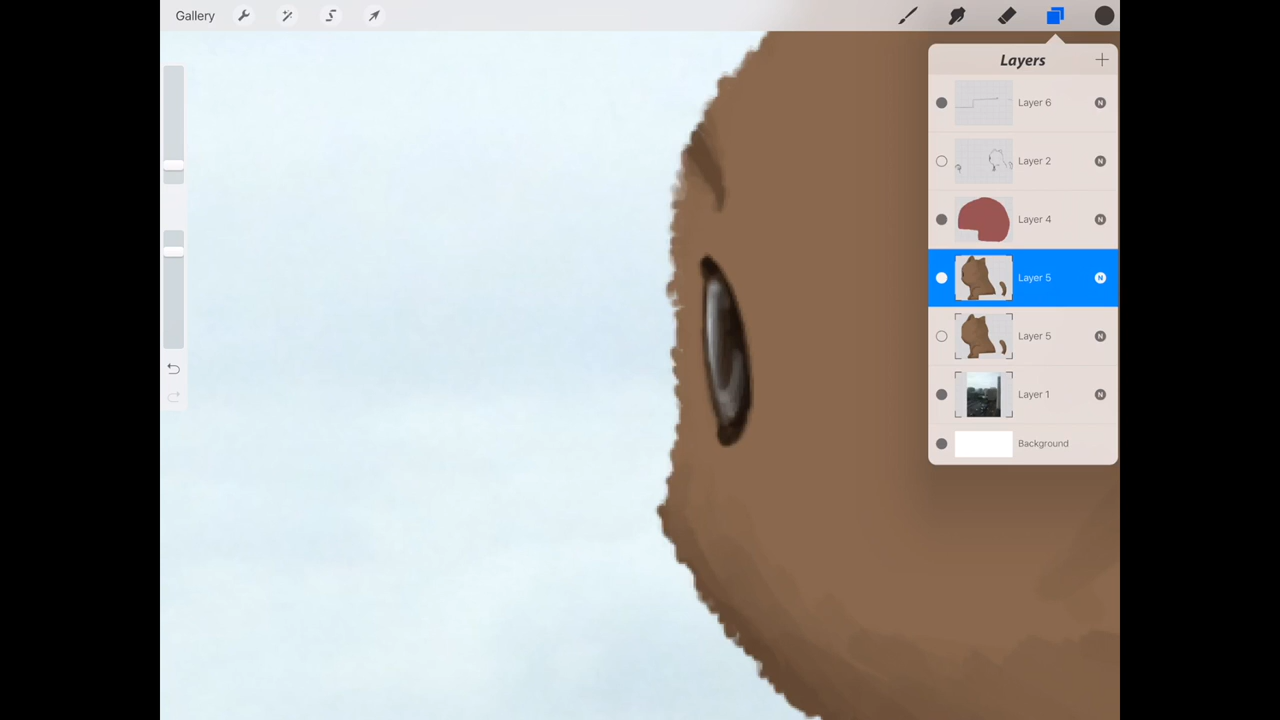 Gallery
Layers
Layer 6
N
Layer 2
N
Layer 4
N
Layer 5
N
Layer 5
N
Layer 1
N
Background